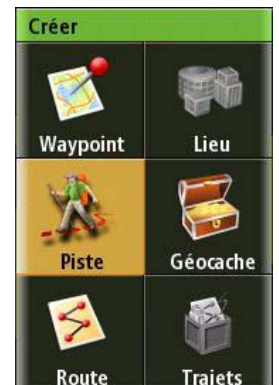 Créer
Waypoint
Lieu
Piste
Géocache
Route
Trajets